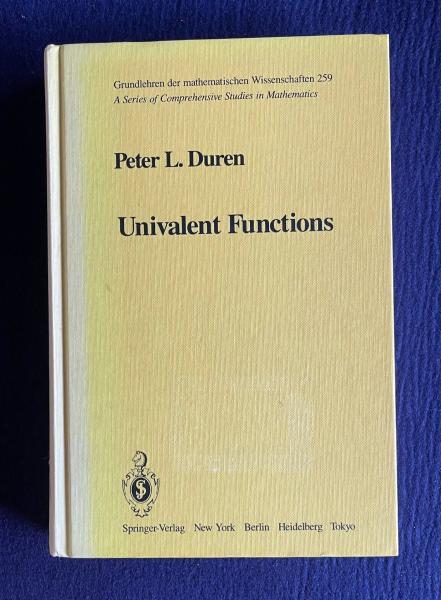 Grundlehren der mathematischen Wissenschaften 259
A Series of Comprehensive Studies in Mathematics
Peter L. Duren
Univalent Functions
Springer-Verlag New York Berlin Heidelberg Tokyo